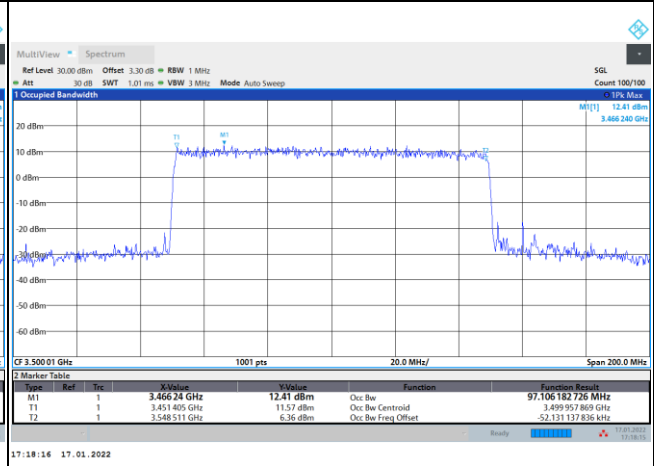 MultiView Spectrum
Ref Level 30.00 dBm Offset 3.30 dB RBW 1 MHz SGL
Att 30 dB SWT 1.01 ms VBW 3 MHz Mode Auto Sweep Count 100/100
1 Occupied Bandwidth 1Pk Max
M1[1] 12.41 dBm
3.466 240 GHz
T1
M1
T2
20 dBm
10 dBm
0 dBm
-10 dBm
-20 dBm
-30 dBm
-40 dBm
-50 dBm
-60 dBm
CF 3.500 01 GHz 1001 pts 20.0 MHz/ Span 200.0 MHz
2 Marker Table
Type Ref Trc X-Value Y-Value Function Function Result
M1 1 3.466 24 GHz 12.41 dBm Occ Bw 97.106 182 726 MHz
T1 1 3.451 405 GHz 11.57 dBm Occ Bw Centroid 3.499 957 869 GHz
T2 1 3.548 511 GHz 6.36 dBm Occ Bw Freq Offset -52.131 137 836 kHz
Ready 17.01.2022
17:18:15
17:18:16 17.01.2022